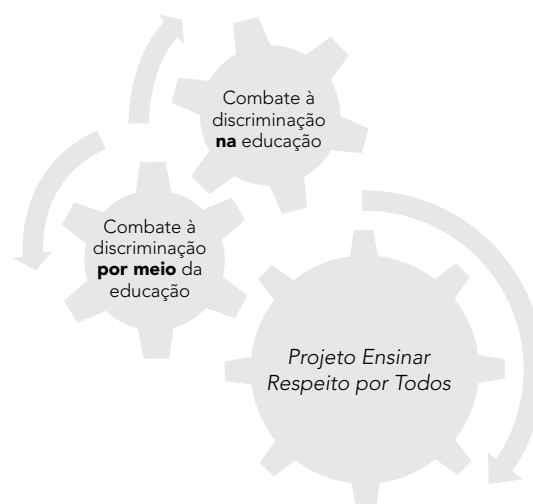 Combate à
discriminação
na educação
Combate à
discriminação
por meio da
educação
Projeto Ensinar
Respeito por Todos